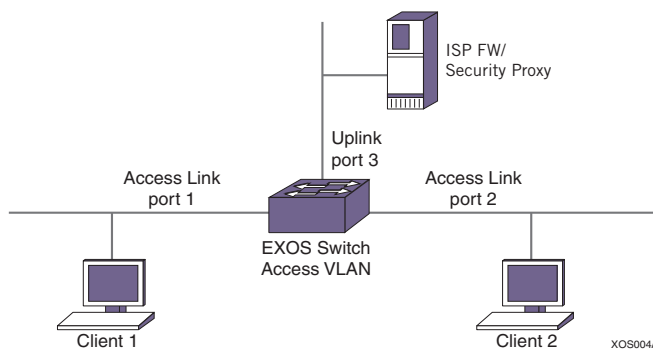 ISP FW/
Security Proxy
Uplink
port 3
Access Link
port 1
Access Link
port 2
EXOS Switch
Access VLAN
Client 1
Client 2